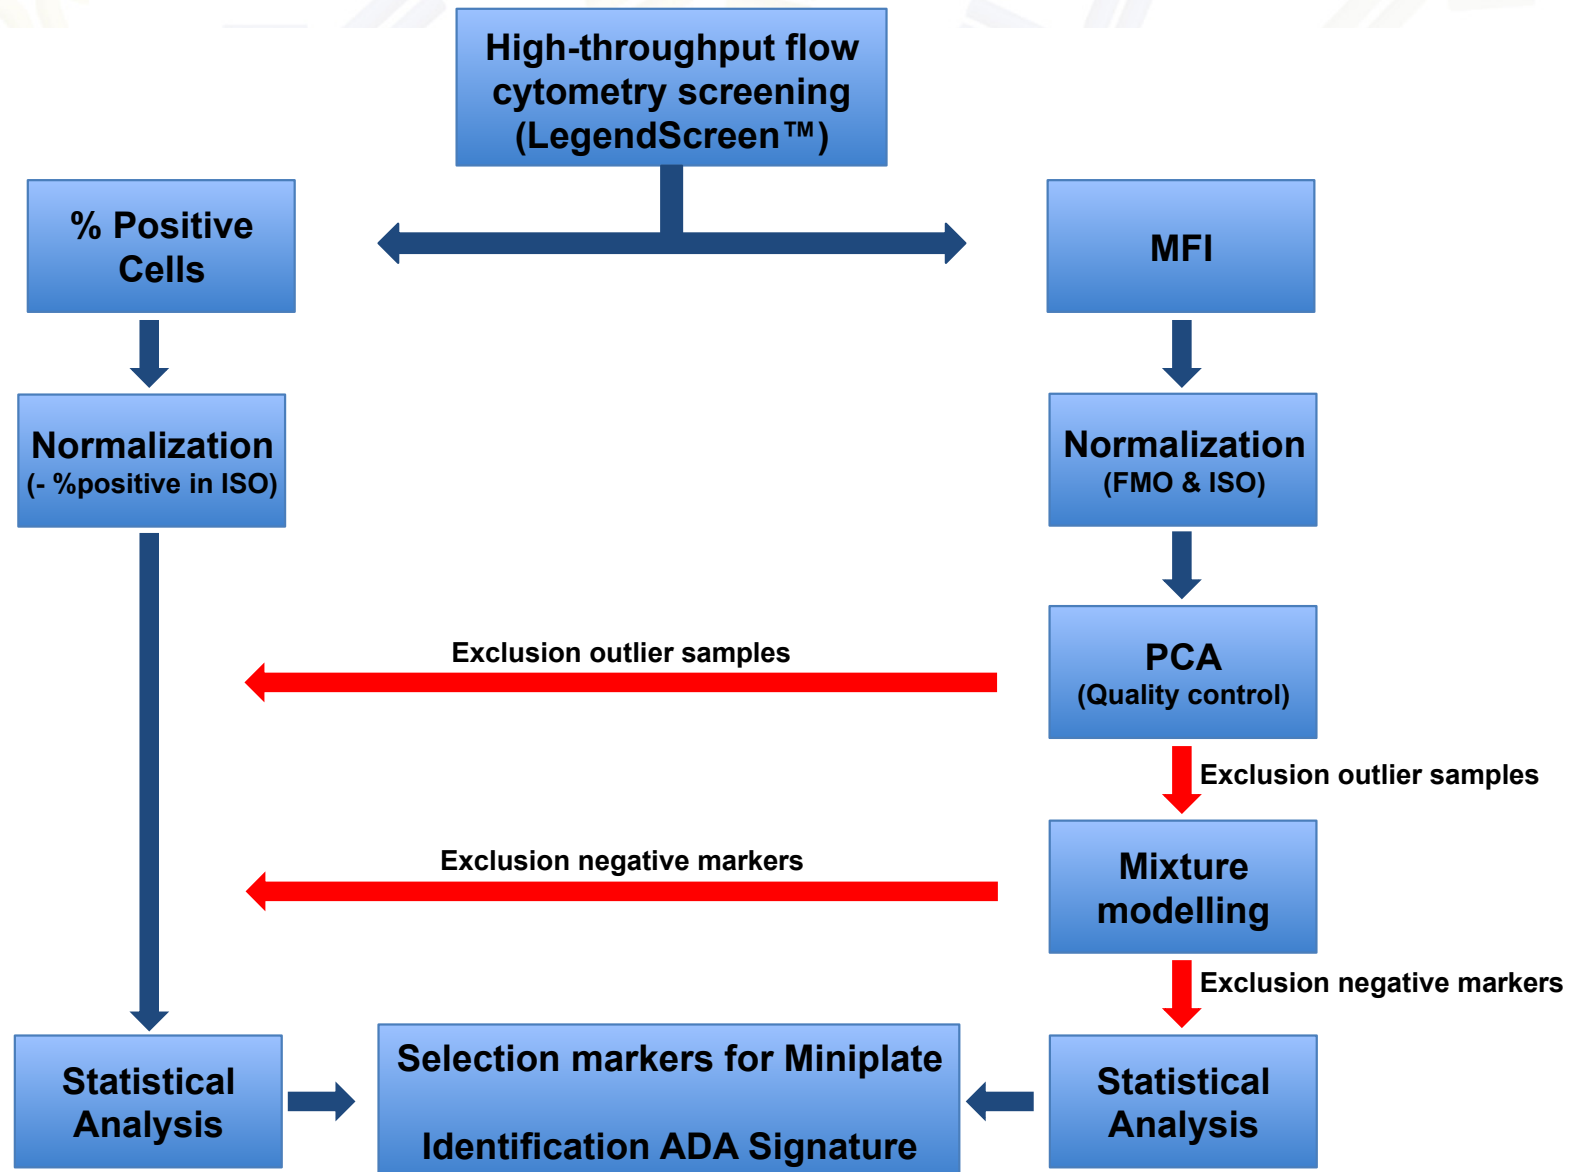 High-throughput flow
cytometry screening
(LegendScreen™)
% Positive
Cells
MFI
Normalization
(- %positive in ISO)
Normalization
(FMO & ISO)
Exclusion outlier samples
PCA
(Quality control)
Exclusion outlier samples
Exclusion negative markers
Mixture
modelling
Exclusion negative markers
Statistical
Analysis
Selection markers for Miniplate
Identification ADA Signature
Statistical
Analysis